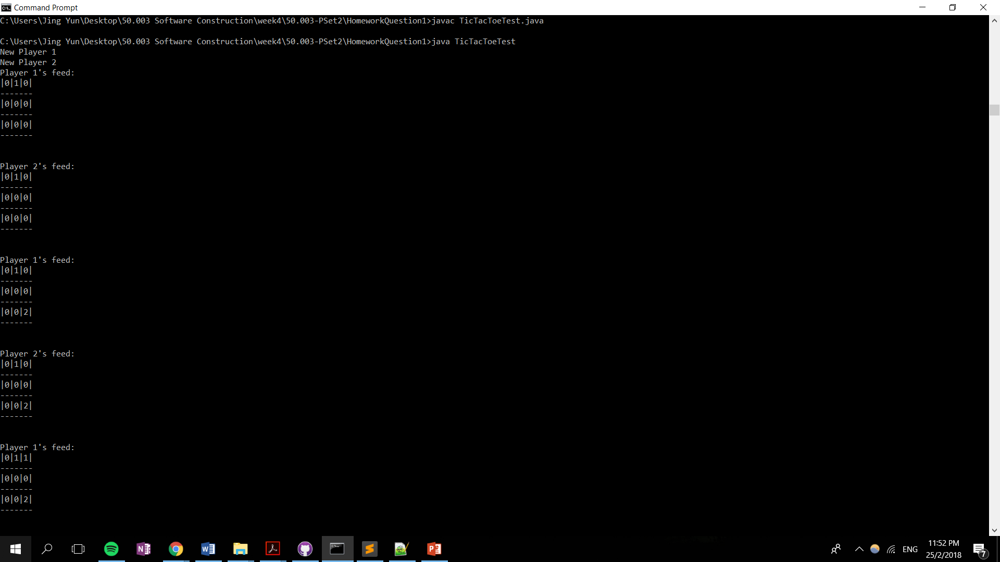 Command Prompt
C:\Users\Jing Yun\Desktop\50.003 Software Construction\week4\50.003-PSet2\HomeworkQuestion1>javac TicTacToeTest.java
C:\Users\Jing Yun\Desktop\50.003 Software Construction\week4\50.003-PSet2\HomeworkQuestion1>java TicTacToeTest
New Player 1
New Player 2
Player 1's feed:
|0|1|0|
-------
|0|0|0|
-------
|0|0|0|
-------
Player 2's feed:
|0|1|0|
-------
|0|0|0|
-------
|0|0|0|
-------
Player 1's feed:
|0|1|0|
-------
|0|0|0|
-------
|0|0|2|
-------
Player 2's feed:
|0|1|0|
-------
|0|0|0|
-------
|0|0|2|
-------
Player 1's feed:
|0|1|1|
-------
|0|0|0|
-------
|0|0|2|
-------
ENG
11:52 PM
25/2/2018
7